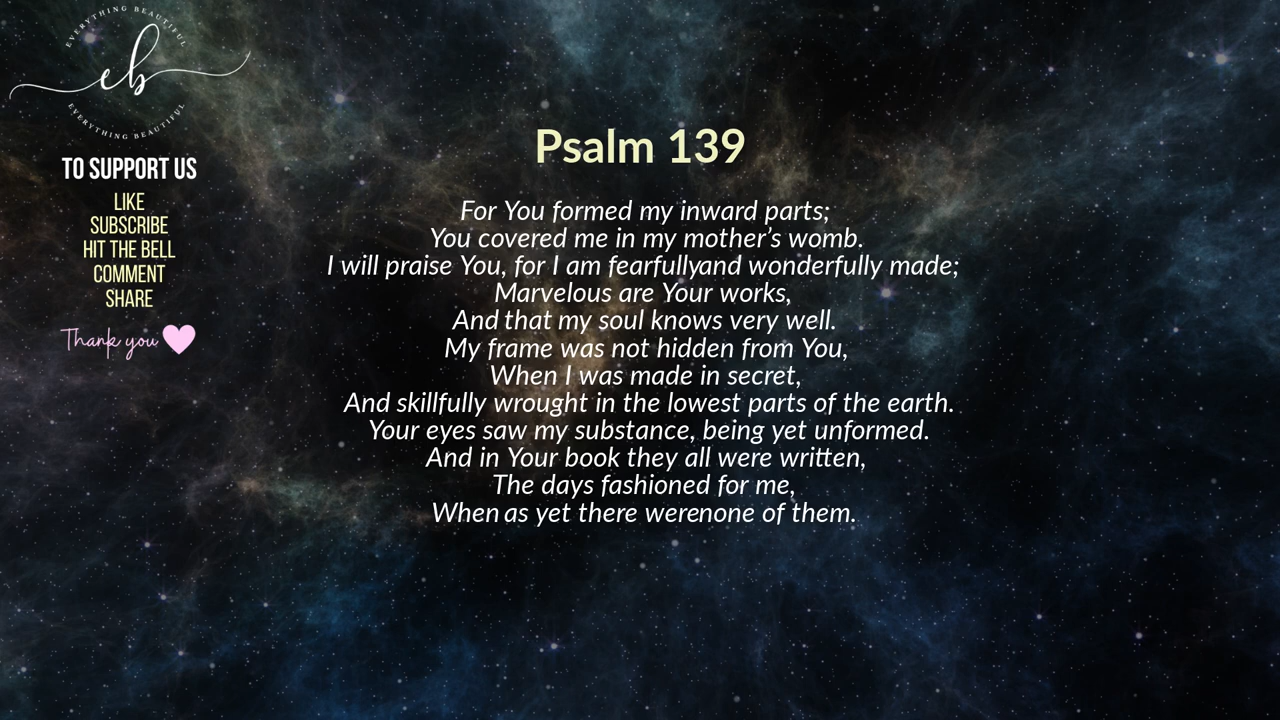 EVERYTHING BEAUTIFUL
eb
EVERYTHING BEAUTIFUL
TO SUPPORT US
LIKE
SUBSCRIBE
HIT THE BELL
COMMENT
SHARE
Thank you
Psalm 139
For You formed my inward parts;
You covered me in my mother’s womb.
I will praise You, for I am fearfullyand wonderfully made;
Marvelous are Your works,
And that my soul knows very well.
My frame was not hidden from You,
When I was made in secret,
And skillfully wrought in the lowest parts of the earth.
Your eyes saw my substance, being yet unformed.
And in Your book they all were written,
The days fashioned for me,
When as yet there werenone of them.